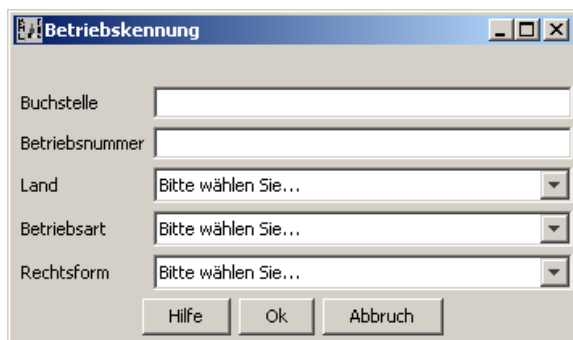 Betriebskennung
Buchstelle
Betriebsnummer
Land Bitte wählen Sie...
Betriebsart Bitte wählen Sie...
Rechtsform Bitte wählen Sie...
Hilfe Ok Abbruch